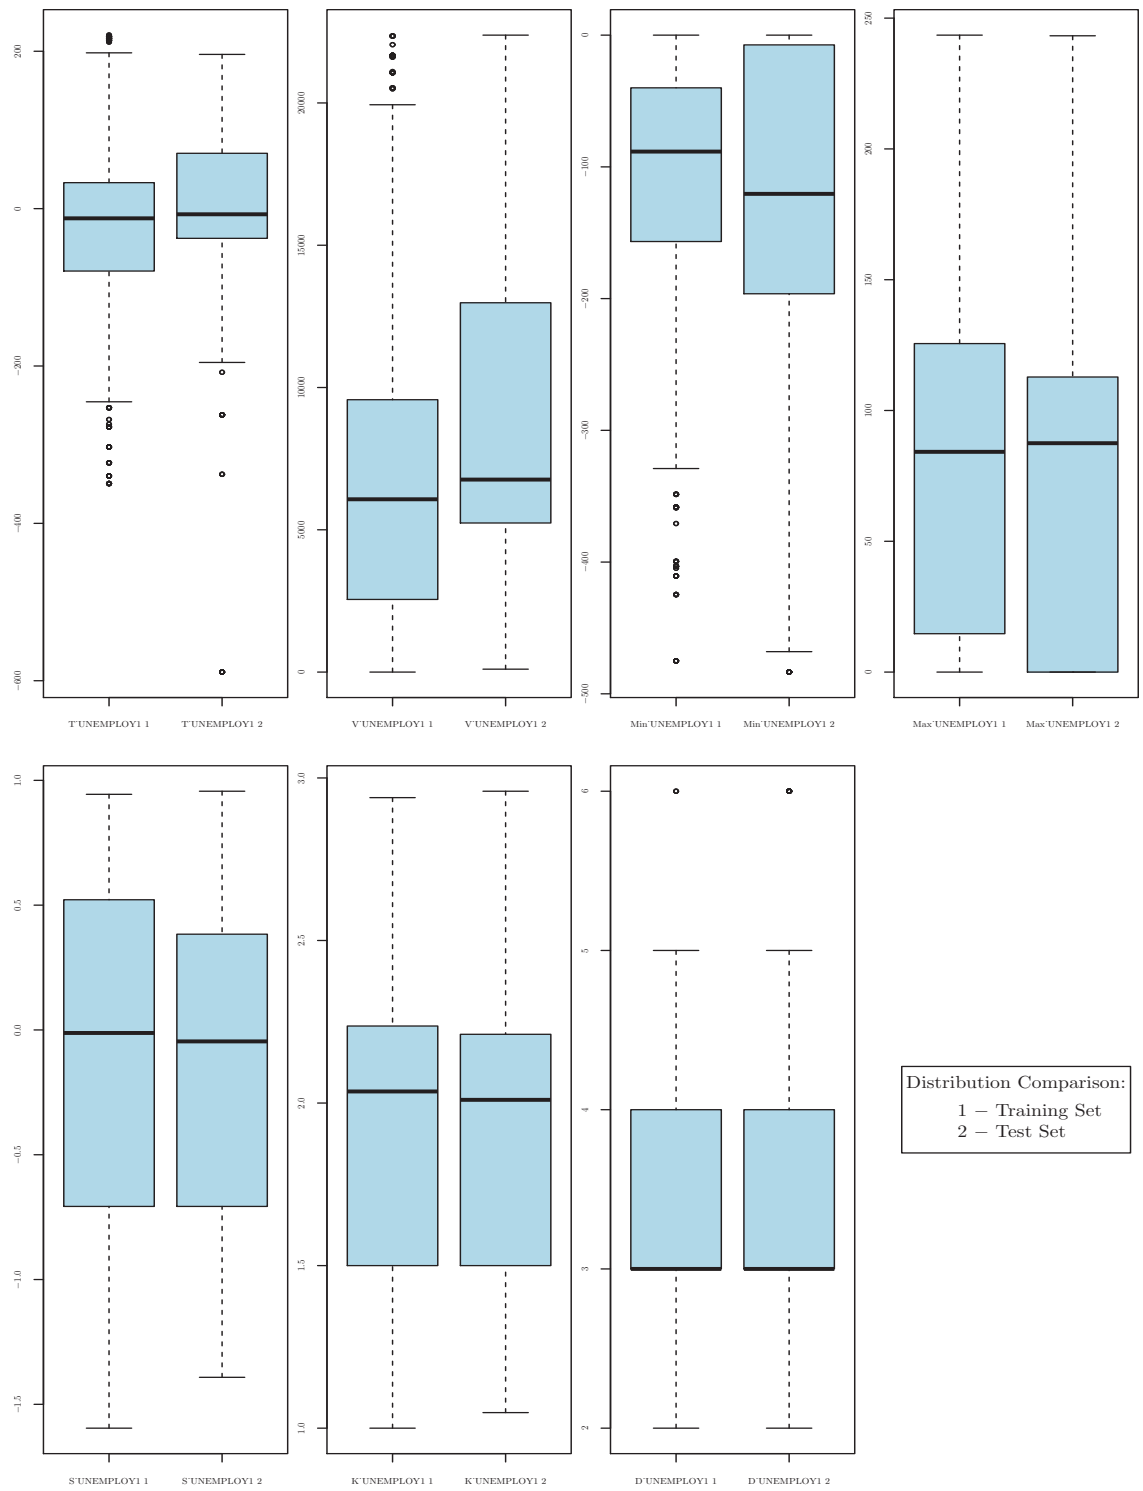 200
0
−200
−400
−600
T˙UNEMPLOY1 1
T˙UNEMPLOY1 2
20000
15000
10000
5000
0
V˙UNEMPLOY1 1
V˙UNEMPLOY1 2
0
−100
−200
−300
−400
−500
Min˙UNEMPLOY1 1
Min˙UNEMPLOY1 2
250
200
150
100
50
0
Max˙UNEMPLOY1 1
Max˙UNEMPLOY1 2
1.0
0.5
0.0
−0.5
−1.0
−1.5
S˙UNEMPLOY1 1
S˙UNEMPLOY1 2
3.0
2.5
2.0
1.5
1.0
K˙UNEMPLOY1 1
K˙UNEMPLOY1 2
6
5
4
3
2
D˙UNEMPLOY1 1
D˙UNEMPLOY1 2
Distribution Comparison:
1 − Training Set
2 − Test Set